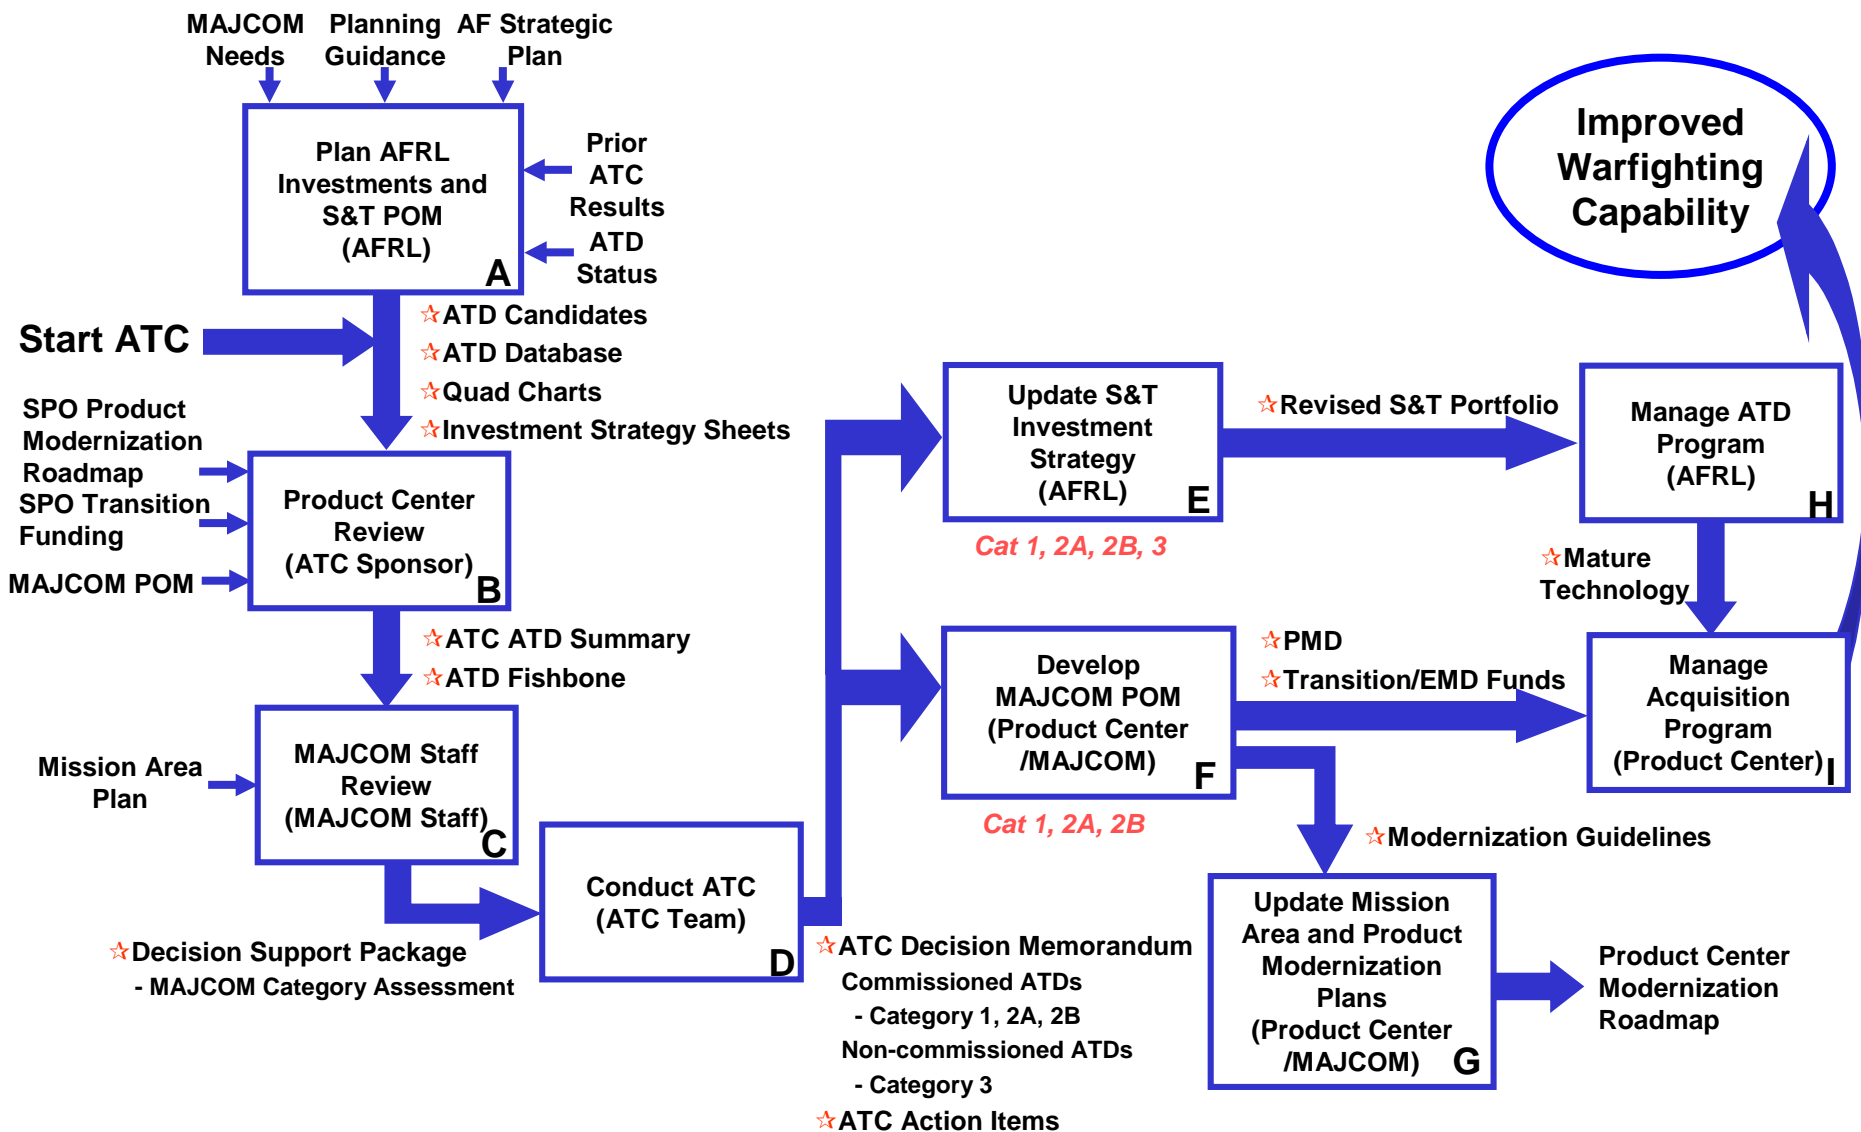 MAJCOM
Needs
Planning
Guidance
AF Strategic
Plan
Plan AFRL
Investments and
S&T POM
(AFRL)
A
Prior
ATC
Results
ATD
Status
Start ATC
☆ATD Candidates
☆ATD Database
☆Quad Charts
☆Investment Strategy Sheets
SPO Product
Modernization
Roadmap
SPO Transition
Funding
MAJCOM POM
Product Center
Review
(ATC Sponsor)
B
☆ATC ATD Summary
☆ATD Fishbone
Mission Area
Plan
MAJCOM Staff
Review
(MAJCOM Staff)
C
☆Decision Support Package
- MAJCOM Category Assessment
Conduct ATC
(ATC Team)
D
☆ATC Decision Memorandum
Commissioned ATDs
- Category 1, 2A, 2B
Non-commissioned ATDs
- Category 3
☆ATC Action Items
Update S&T
Investment
Strategy
(AFRL)
E
Cat 1, 2A, 2B, 3
☆Revised S&T Portfolio
Develop
MAJCOM POM
(Product Center
/MAJCOM)
F
Cat 1, 2A, 2B
☆PMD
☆Transition/EMD Funds
☆Modernization Guidelines
Update Mission
Area and Product
Modernization
Plans
(Product Center
/MAJCOM)
G
Product Center
Modernization
Roadmap
Manage ATD
Program
(AFRL)
H
☆Mature
Technology
Manage
Acquisition
Program
(Product Center)
I
Improved
Warfighting
Capability